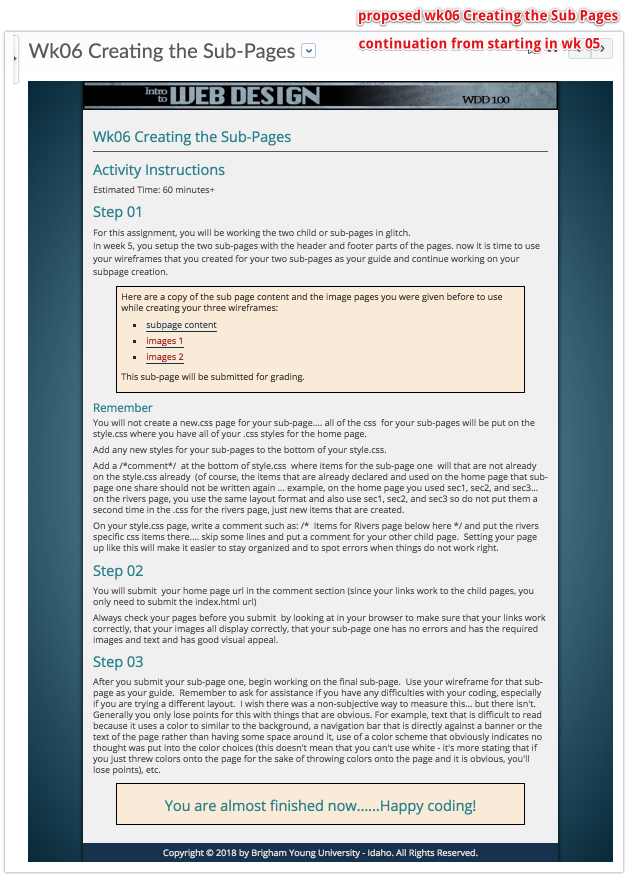 proposed wk06 Creating the Sub Pages
continuation from starting in wk 05
Wk06 Creating the Sub-Pages
Intro
to WEB DESIGN
WDD 100
Wk06 Creating the Sub-Pages
Activity Instructions
Estimated Time: 60 minutes+
Step 01
For this assignment, you will be working the two child or sub-pages in glitch.
In week 5, you setup the two sub-pages with the header and footer parts of the pages. now it is time to use
your wireframes that you created for your two sub-pages as your guide and continue working on your
subpage creation.
Here are a copy of the sub page content and the image pages you were given before to use
while creating your three wireframes:
▪ subpage content
▪ images 1
▪ images 2
This sub-page will be submitted for grading.
Remember
You will not create a new.css page for your sub-page.... all of the css  for your sub-pages will be put on the
style.css where you have all of your .css styles for the home page.
Add any new styles for your sub-pages to the bottom of your style.css.
Add a /*comment*/  at the bottom of style.css  where items for the sub-page one  will that are not already
on the style.css already  (of course, the items that are already declared and used on the home page that sub-
page one share should not be written again ... example, on the home page you used sec1, sec2, and sec3...
on the rivers page, you use the same layout format and also use sec1, sec2, and sec3 so do not put them a
second time in the .css for the rivers page, just new items that are created.
On your style.css page, write a comment such as: /*  Items for Rivers page below here */ and put the rivers
specific css items there.... skip some lines and put a comment for your other child page.  Setting your page
up like this will make it easier to stay organized and to spot errors when things do not work right.
Step 02
You will submit  your home page url in the comment section (since your links work to the child pages, you
only need to submit the index.html url)
Always check your pages before you submit  by looking at in your browser to make sure that your links work
correctly, that your images all display correctly, that your sub-page one has no errors and has the required
images and text and has good visual appeal.
Step 03
After you submit your sub-page one, begin working on the final sub-page.  Use your wireframe for that sub-
page as your guide.  Remember to ask for assistance if you have any difficulties with your coding, especially
if you are trying a different layout.  I wish there was a non-subjective way to measure this... but there isn't.
Generally you only lose points for this with things that are obvious. For example, text that is difficult to read
because it uses a color to similar to the background, a navigation bar that is directly against a banner or the
text of the page rather than having some space around it, use of a color scheme that obviously indicates no
thought was put into the color choices (this doesn't mean that you can't use white - it's more stating that if
you just threw colors onto the page for the sake of throwing colors onto the page and it is obvious, you'll
lose points), etc.
You are almost finished now......Happy coding!
Copyright © 2018 by Brigham Young University - Idaho. All Rights Reserved.